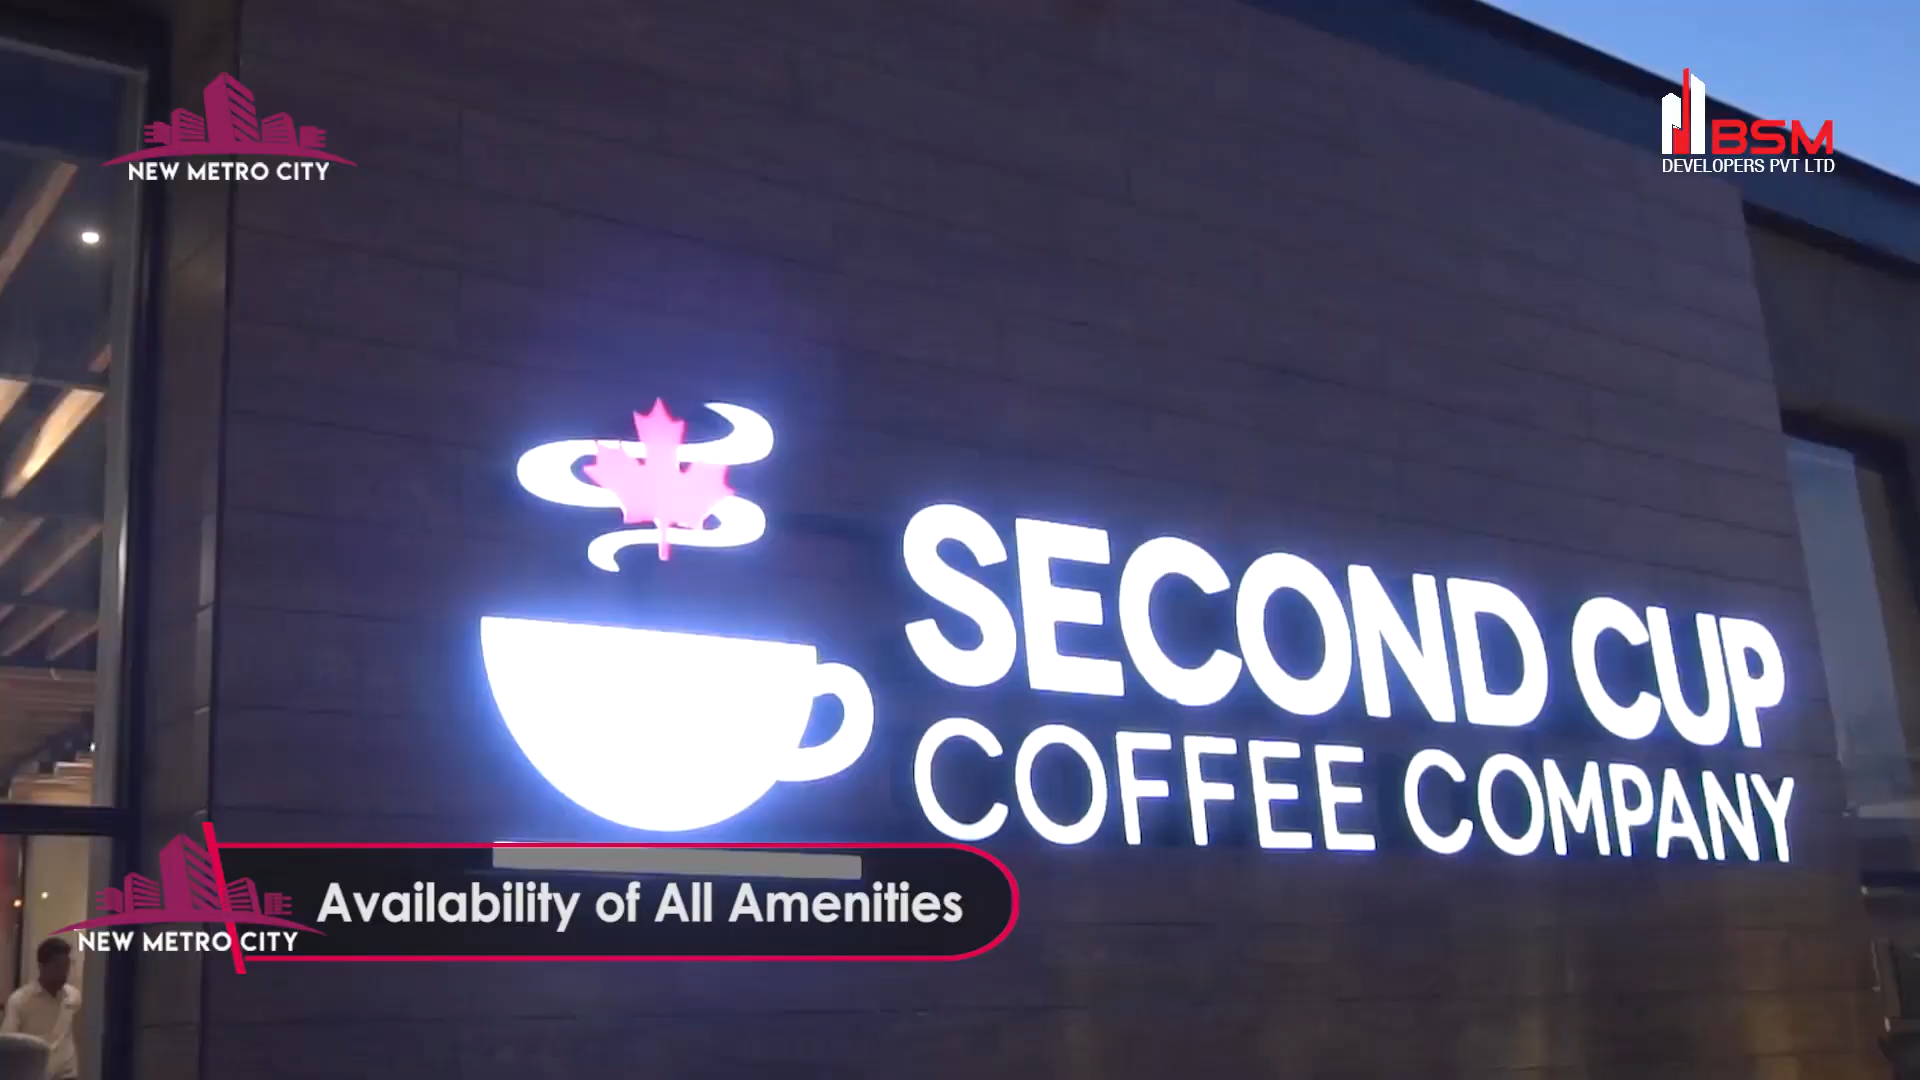 NEW METRO CITY
BSM
DEVELOPERS PVT LTD
SECOND CUP
COFFEE COMPANY
Availability of All Amenities
NEW METRO CITY